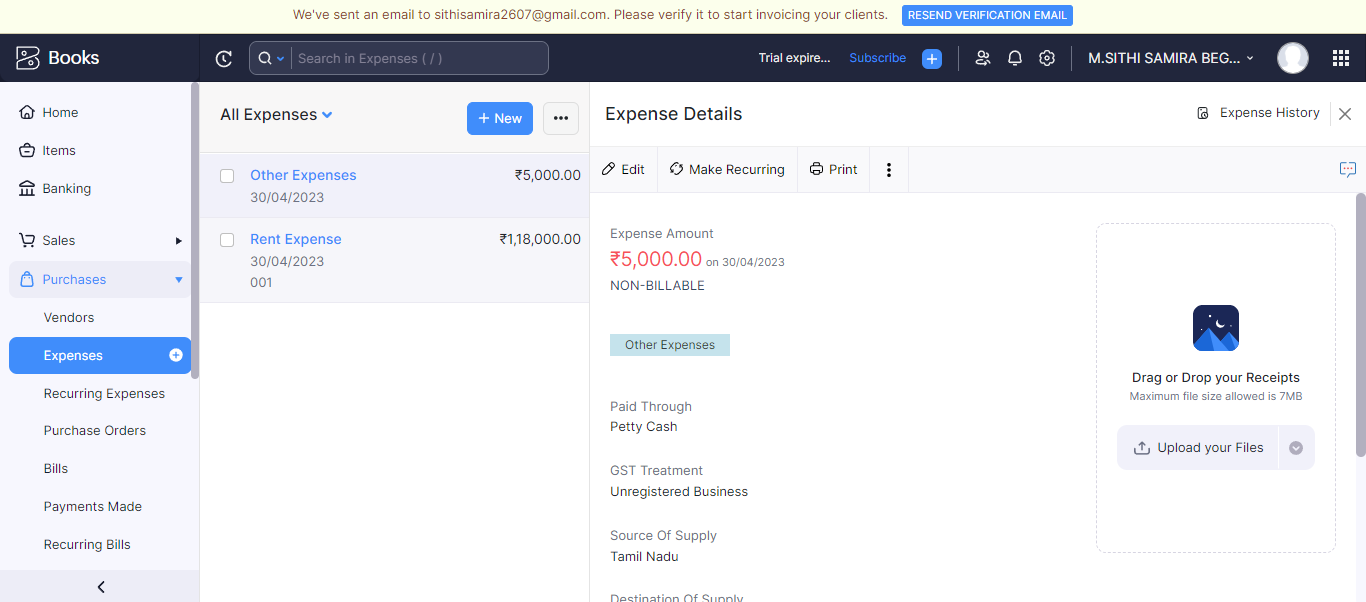 We've sent an email to sithisamira2607@gmail.com. Please verify it to start invoicing your clients. RESEND VERIFICATION EMAIL
Books
Search in Expenses ( / )
Trial expire... Subscribe
M.SITHI SAMIRA BEG...
Home
Items
Banking
Sales
Purchases
Vendors
Expenses
Recurring Expenses
Purchase Orders
Bills
Payments Made
Recurring Bills
All Expenses
+ New
Other Expenses ₹5,000.00
30/04/2023
Rent Expense ₹1,18,000.00
30/04/2023
001
Expense Details
Expense History
Edit
Make Recurring
Print
Expense Amount
₹5,000.00 on 30/04/2023
NON-BILLABLE
Other Expenses
Paid Through
Petty Cash
GST Treatment
Unregistered Business
Source Of Supply
Tamil Nadu
Destination Of Supply
Drag or Drop your Receipts
Maximum file size allowed is 7MB
Upload your Files